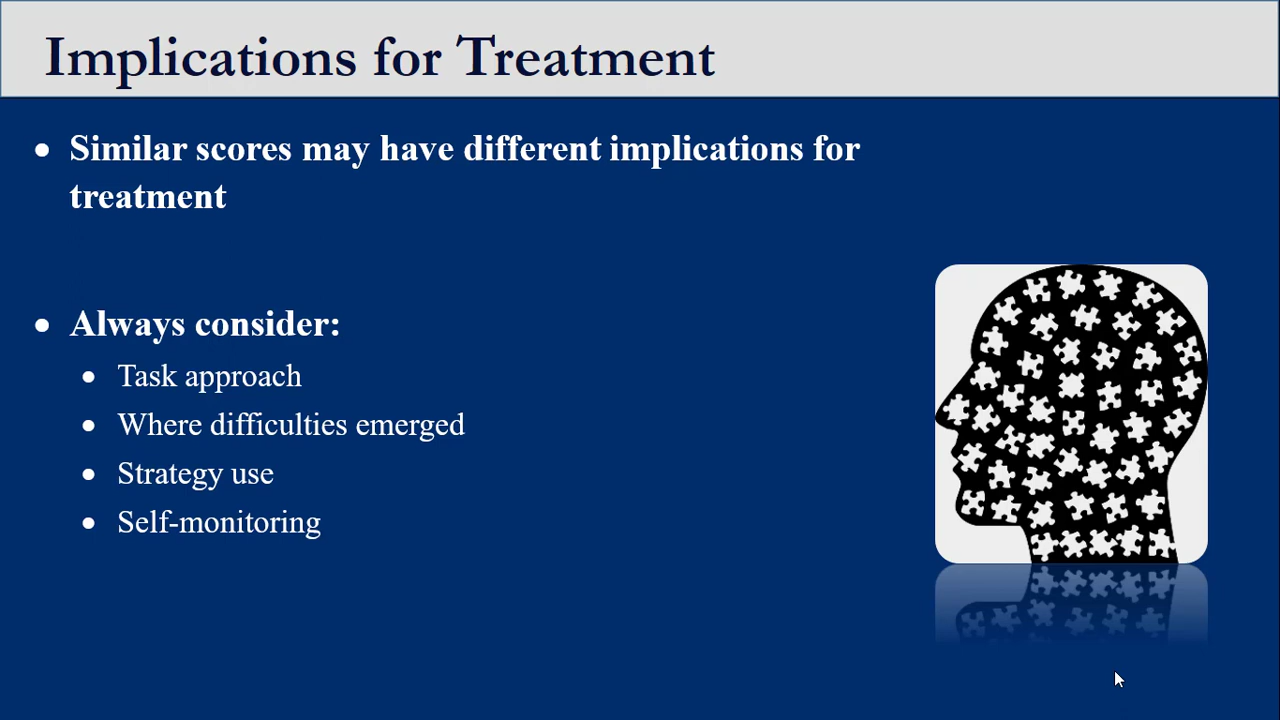 Implications for Treatment
• Similar scores may have different implications for
treatment
• Always consider:
• Task approach
• Where difficulties emerged
• Strategy use
• Self-monitoring